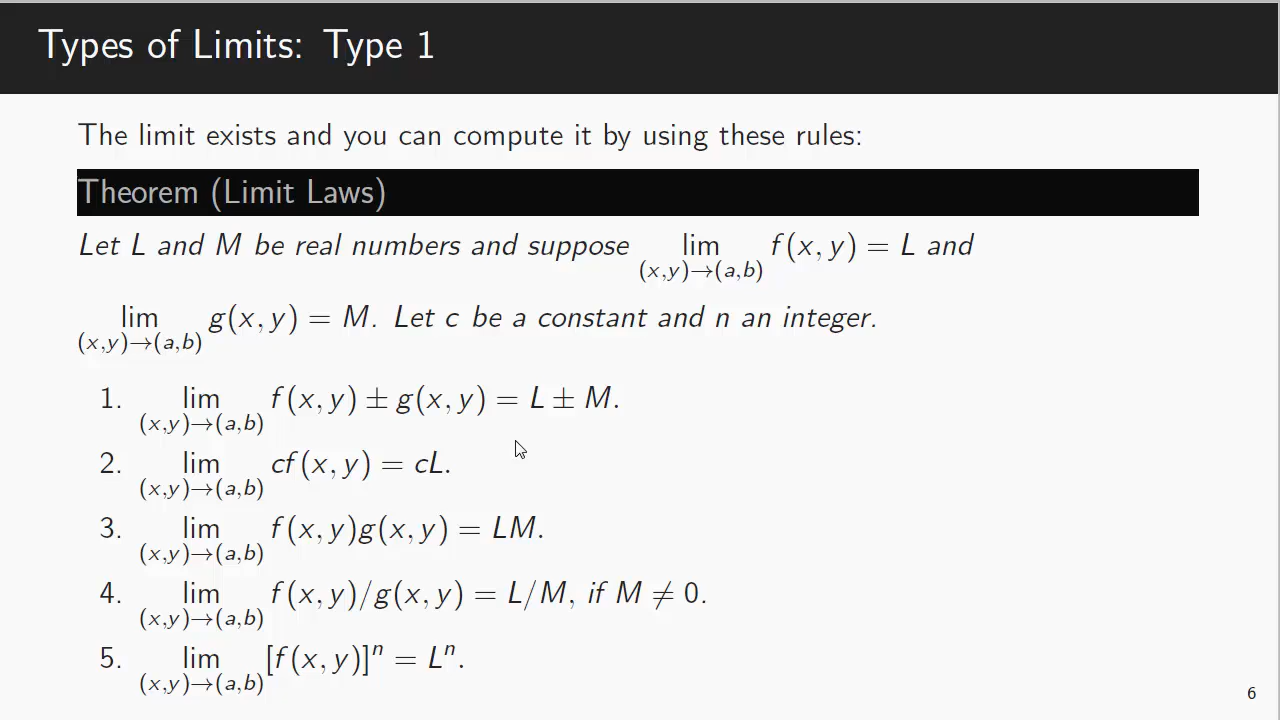 Types of Limits: Type 1
The limit exists and you can compute it by using these rules:
Theorem (Limit Laws)
Let L and M be real numbers and suppose lim (x,y)→(a,b) f(x, y) = L and
lim (x,y)→(a,b) g(x, y) = M. Let c be a constant and n an integer.
1. lim (x,y)→(a,b) f(x, y) ± g(x, y) = L ± M.
2. lim (x,y)→(a,b) cf(x, y) = cL.
3. lim (x,y)→(a,b) f(x, y)g(x, y) = LM.
4. lim (x,y)→(a,b) f(x, y)/g(x, y) = L/M, if M ≠ 0.
5. lim (x,y)→(a,b) [f(x, y)]ⁿ = Lⁿ.
6